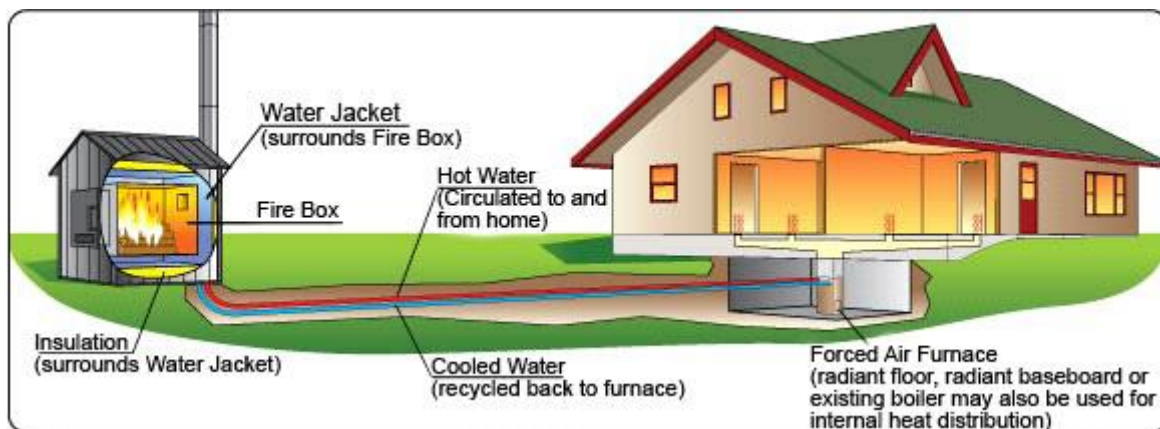 Water Jacket
(surrounds Fire Box)
Fire Box
Hot Water
(Circulated to and
from home)
Insulation
(surrounds Water Jacket)
Cooled Water
(recycled back to furnace)
Forced Air Furnace
(radiant floor, radiant baseboard or
existing boiler may also be used for
internal heat distribution)